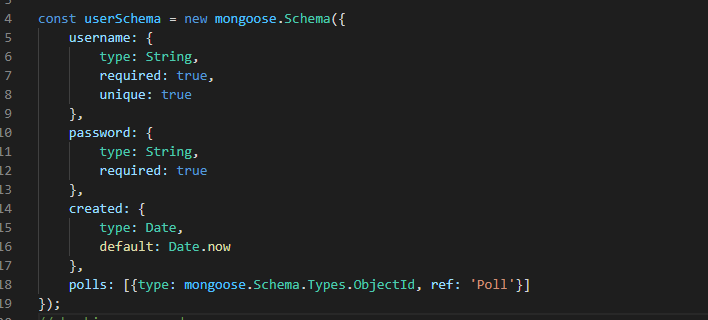 4 const userSchema = new mongoose.Schema({
5     username: {
6         type: String,
7         required: true,
8         unique: true
9     },
10     password: {
11         type: String,
12         required: true
13     },
14     created: {
15         type: Date,
16         default: Date.now
17     },
18     polls: [{type: mongoose.Schema.Types.ObjectId, ref: 'Poll'}]
19 });